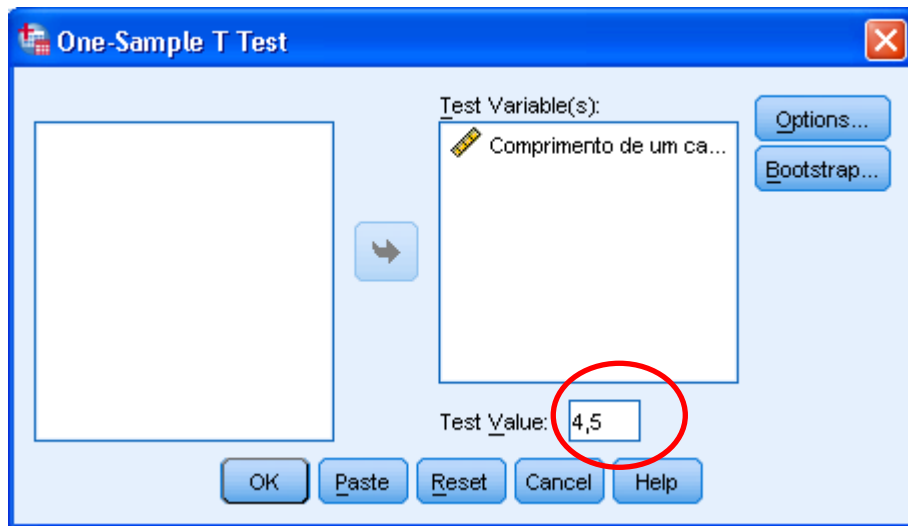 One-Sample T Test
Test Variable(s):
Comprimento de um ca...
Options...
Bootstrap...
Test Value: 4,5
OK Paste Reset Cancel Help